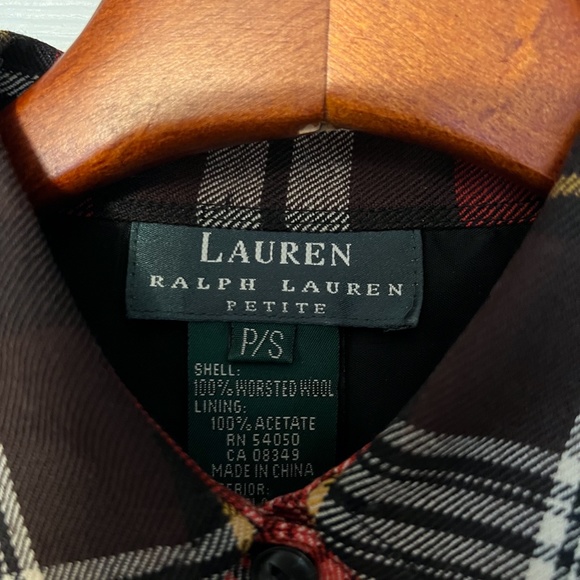 LAUREN
RALPH LAUREN
PETITE
P/S
SHELL:
100% WORSTED WOOL
LINING:
100% ACETATE
RN 54050
CA 08349
MADE IN CHINA